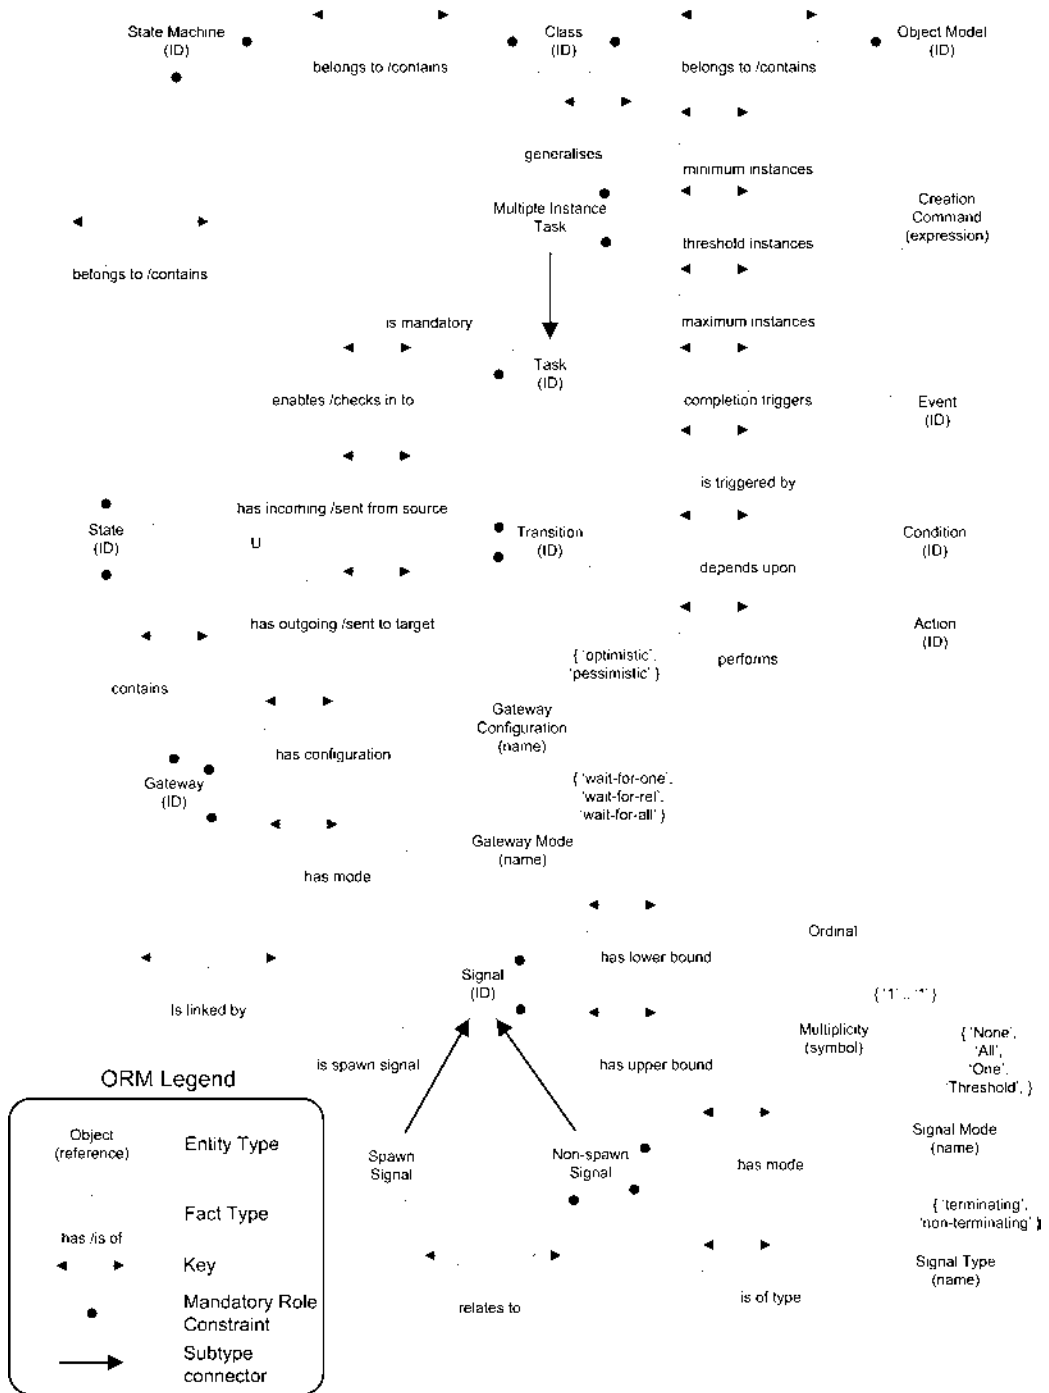 State Machine
(ID)
Class
(ID)
Object Model
(ID)
belongs to /contains
belongs to /contains
generalises
minimum instances
Multiple Instance
Task
Creation
Command
(expression)
threshold instances
belongs to /contains
is mandatory
maximum instances
Task
(ID)
enables /checks in to
completion triggers
Event
(ID)
is triggered by
has incoming /sent from source
State
(ID)
U
Transition
(ID)
Condition
(ID)
depends upon
has outgoing /sent to target
Action
(ID)
{ 'optimistic',
'pessimistic' }
performs
contains
Gateway
Configuration
(name)
has configuration
Gateway
(ID)
{ 'wait-for-one',
'wait-for-rel',
'wait-for-all' }
Gateway Mode
(name)
has mode
Ordinal
has lower bound
Signal
(ID)
{ '1' .. '*' }
Is linked by
Multiplicity
(symbol)
{ 'None',
'All',
'One',
'Threshold', }
is spawn signal
has upper bound
ORM Legend
Object
(reference)
Entity Type
Spawn
Signal
Non-spawn
Signal
has mode
Signal Mode
(name)
Fact Type
has /is of
{ 'terminating',
'non-terminating' }
Key
Signal Type
(name)
relates to
is of type
Mandatory Role
Constraint
Subtype
connector